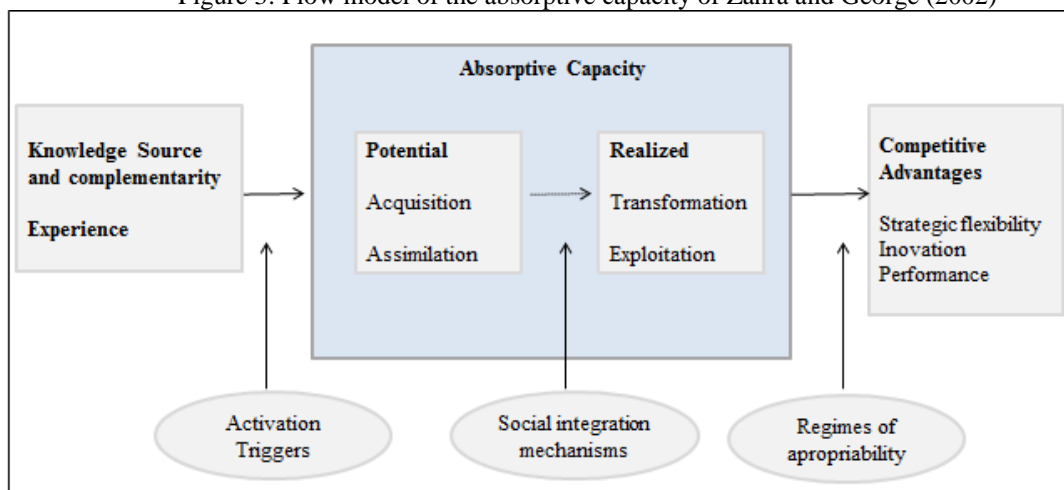 Figure 3: Flow model of the absorptive capacity of Zahra and George (2002)
Absorptive Capacity
Knowledge Source
and complementarity
Experience
Potential
Acquisition
Assimilation
Realized
Transformation
Exploitation
Competitive
Advantages
Strategic flexibility
Inovation
Performance
Activation
Triggers
Social integration
mechanisms
Regimes of
apropriability